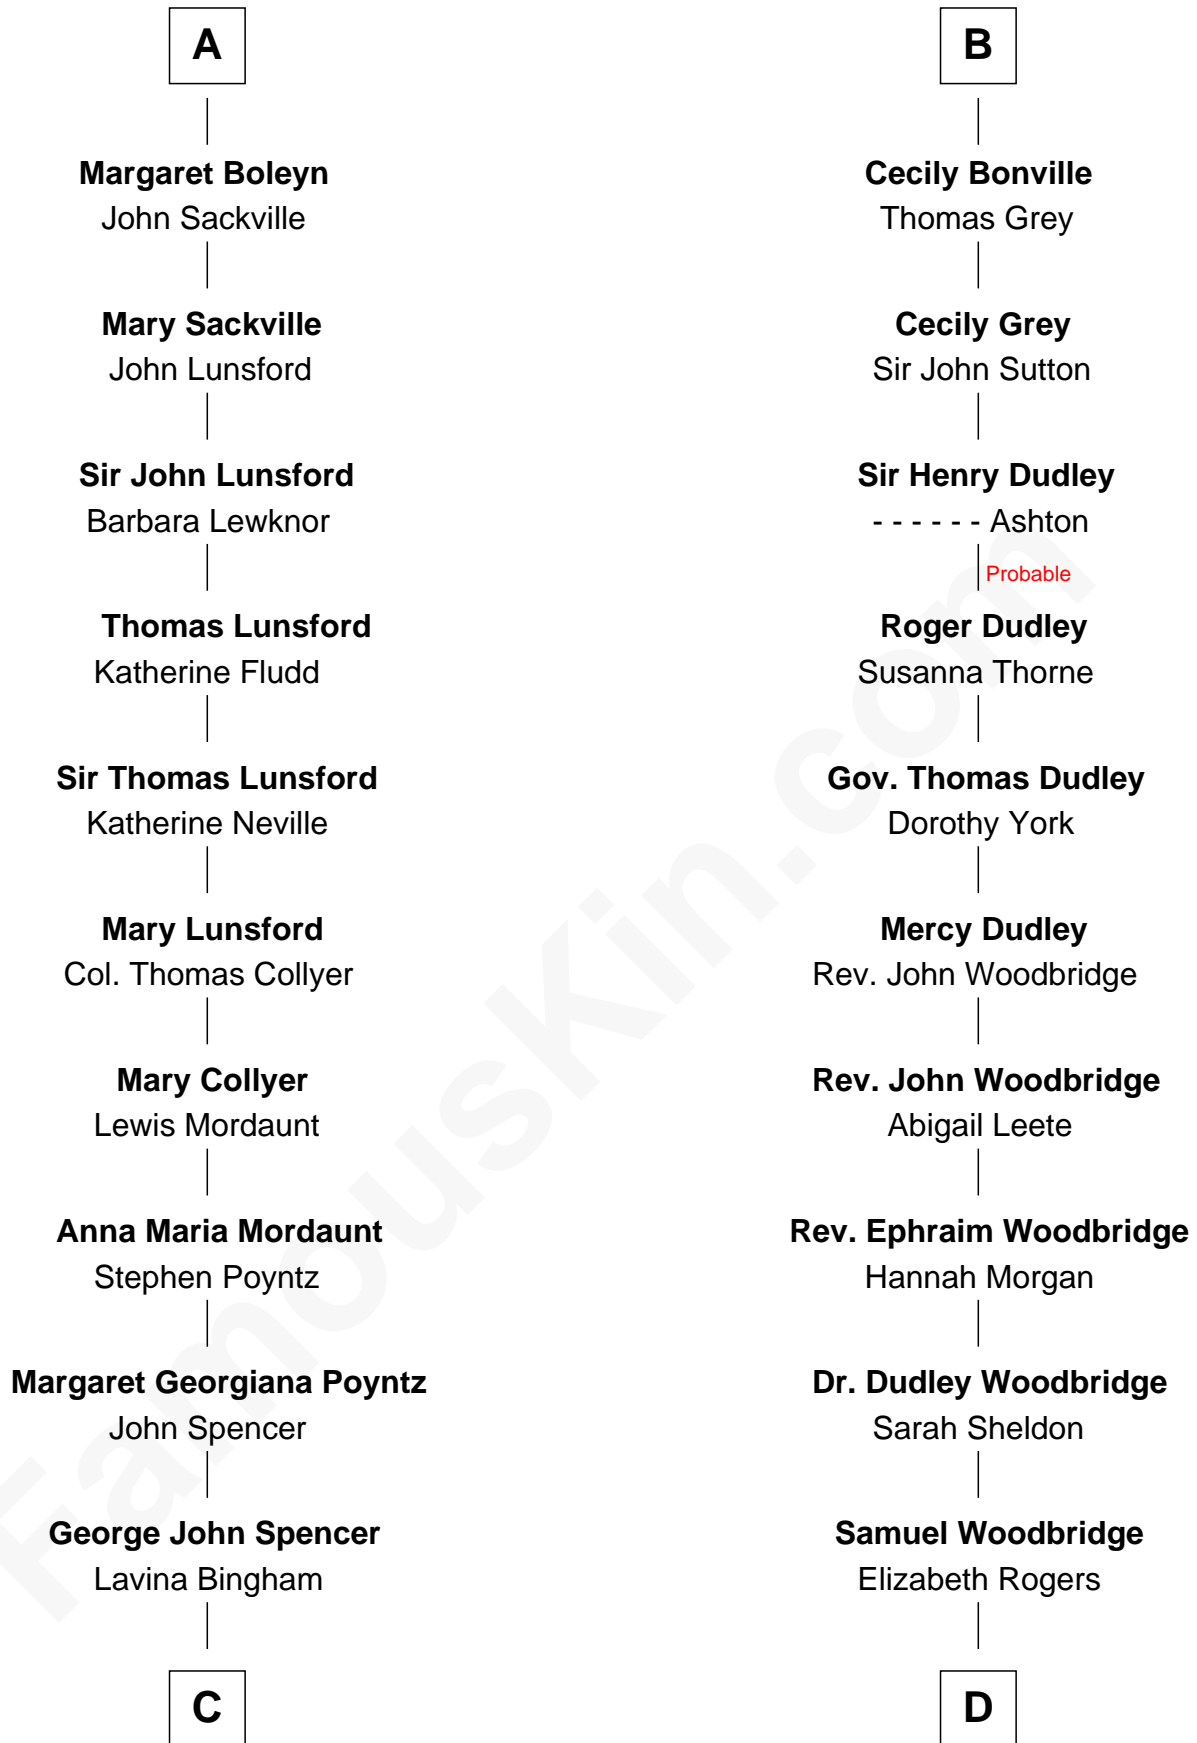 A
Margaret Boleyn
John Sackville
Mary Sackville
John Lunsford
Sir John Lunsford
Barbara Lewknor
Thomas Lunsford
Katherine Fludd
Sir Thomas Lunsford
Katherine Neville
Mary Lunsford
Col. Thomas Collyer
Mary Collyer
Lewis Mordaunt
Anna Maria Mordaunt
Stephen Poyntz
Margaret Georgiana Poyntz
John Spencer
George John Spencer
Lavina Bingham
C
B
Cecily Bonville
Thomas Grey
Cecily Grey
Sir John Sutton
Sir Henry Dudley
- - - - - - Ashton
Probable
Roger Dudley
Susanna Thorne
Gov. Thomas Dudley
Dorothy York
Mercy Dudley
Rev. John Woodbridge
Rev. John Woodbridge
Abigail Leete
Rev. Ephraim Woodbridge
Hannah Morgan
Dr. Dudley Woodbridge
Sarah Sheldon
Samuel Woodbridge
Elizabeth Rogers
D
FamousKin.com